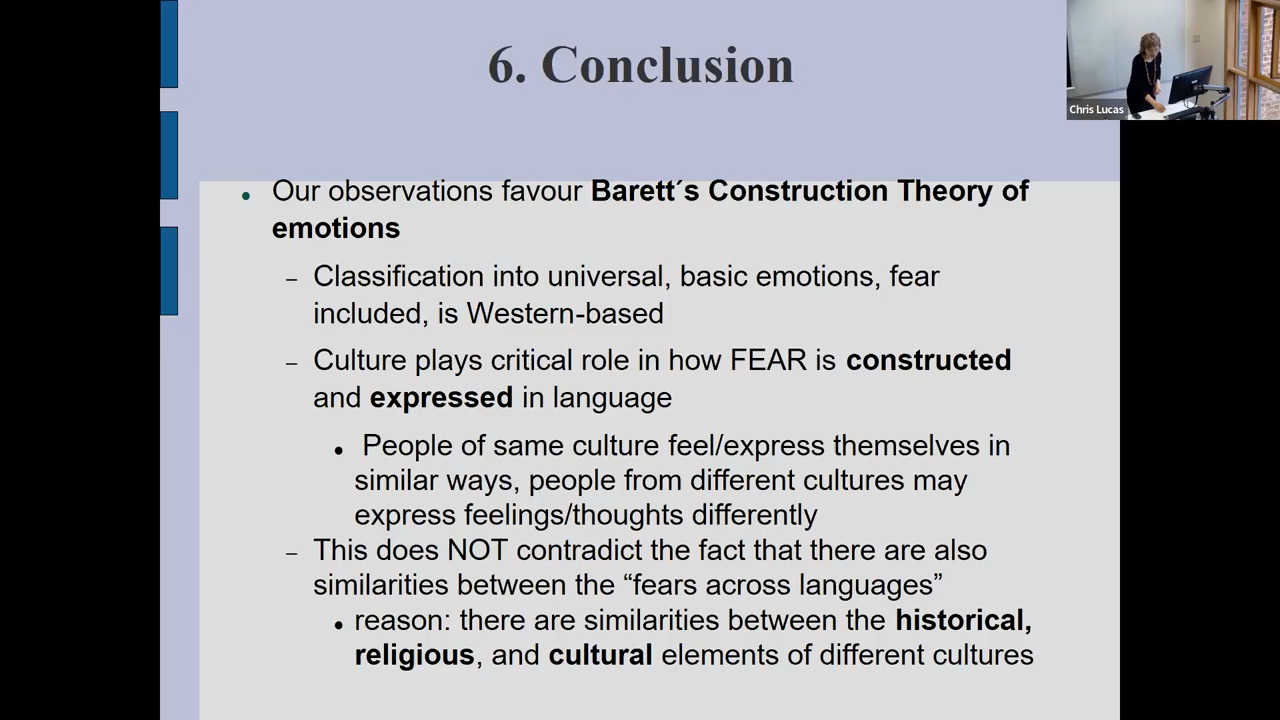 6. Conclusion
Chris Lucas
• Our observations favour Barett´s Construction Theory of
emotions
– Classification into universal, basic emotions, fear
included, is Western-based
– Culture plays critical role in how FEAR is constructed
and expressed in language
• People of same culture feel/express themselves in
similar ways, people from different cultures may
express feelings/thoughts differently
– This does NOT contradict the fact that there are also
similarities between the “fears across languages”
• reason: there are similarities between the historical,
religious, and cultural elements of different cultures